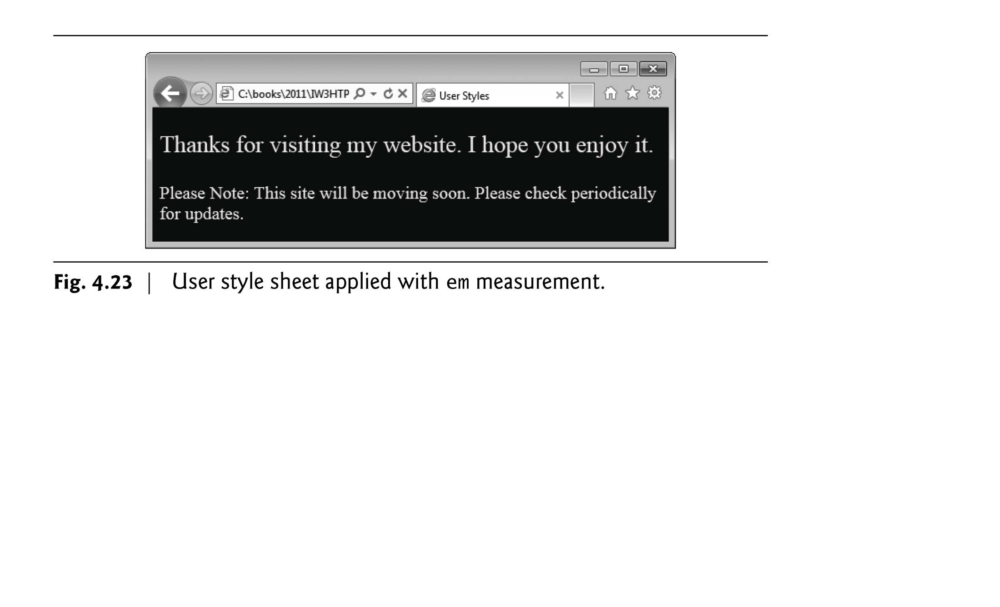 C:\books\2011\IW3HTP
User Styles
Thanks for visiting my website. I hope you enjoy it.
Please Note: This site will be moving soon. Please check periodically
for updates.
Fig. 4.23 | User style sheet applied with em measurement.